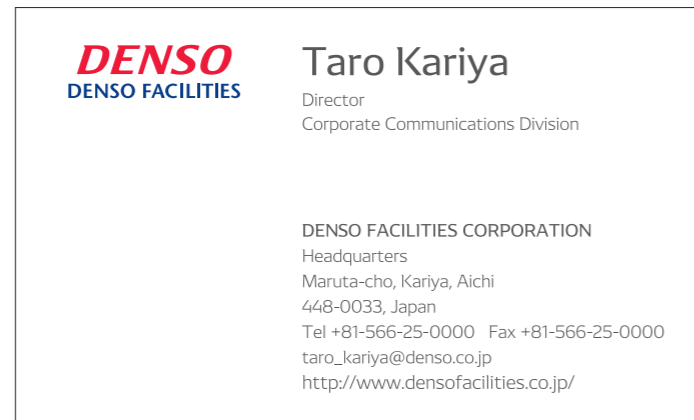 DENSO
DENSO FACILITIES
Taro Kariya
Director
Corporate Communications Division
DENSO FACILITIES CORPORATION
Headquarters
Maruta-cho, Kariya, Aichi
448-0033, Japan
Tel +81-566-25-0000 Fax +81-566-25-0000
taro_kariya@denso.co.jp
http://www.densofacilities.co.jp/